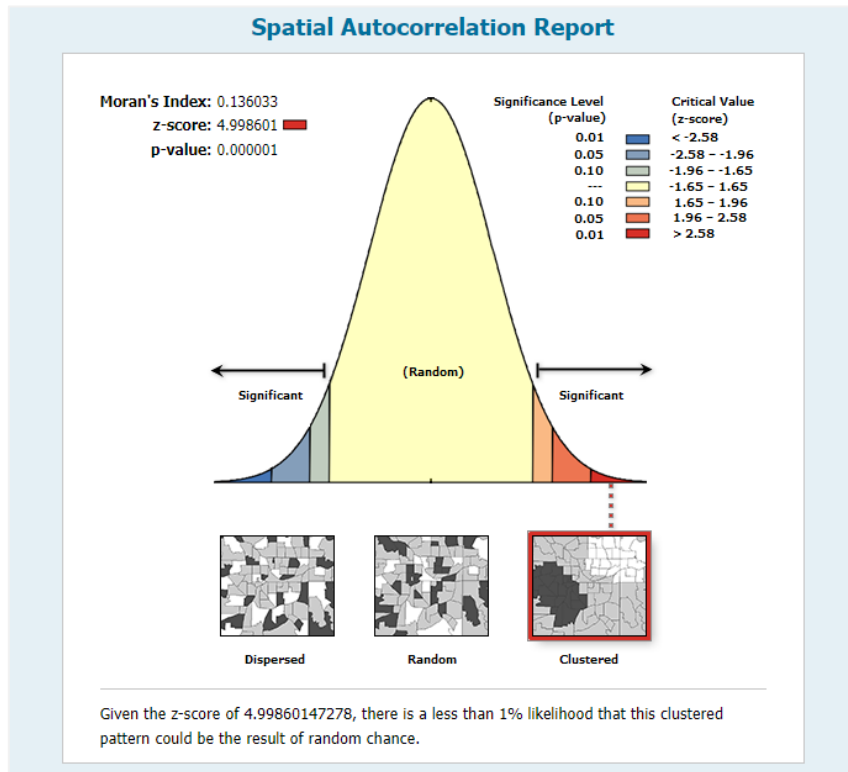 Spatial Autocorrelation Report
Moran's Index: 0.136033
z-score: 4.998601
p-value: 0.000001
Significance Level Critical Value
(p-value) (z-score)
0.01 < -2.58
0.05 -2.58 – -1.96
0.10 -1.96 – -1.65
--- -1.65 – 1.65
0.10 1.65 – 1.96
0.05 1.96 – 2.58
0.01 > 2.58
(Random)
Significant Significant
Dispersed Random Clustered
Given the z-score of 4.99860147278, there is a less than 1% likelihood that this clustered
pattern could be the result of random chance.